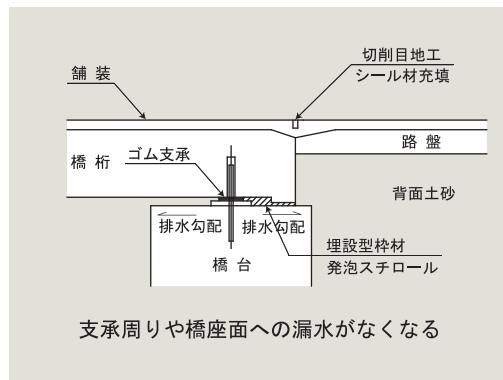 舗装
切削目地工
シール材充填
橋桁
ゴム支承
路盤
背面土砂
排水勾配
排水勾配
橋台
埋設型枠材
発泡スチロール
支承周りや橋座面への漏水がなくなる